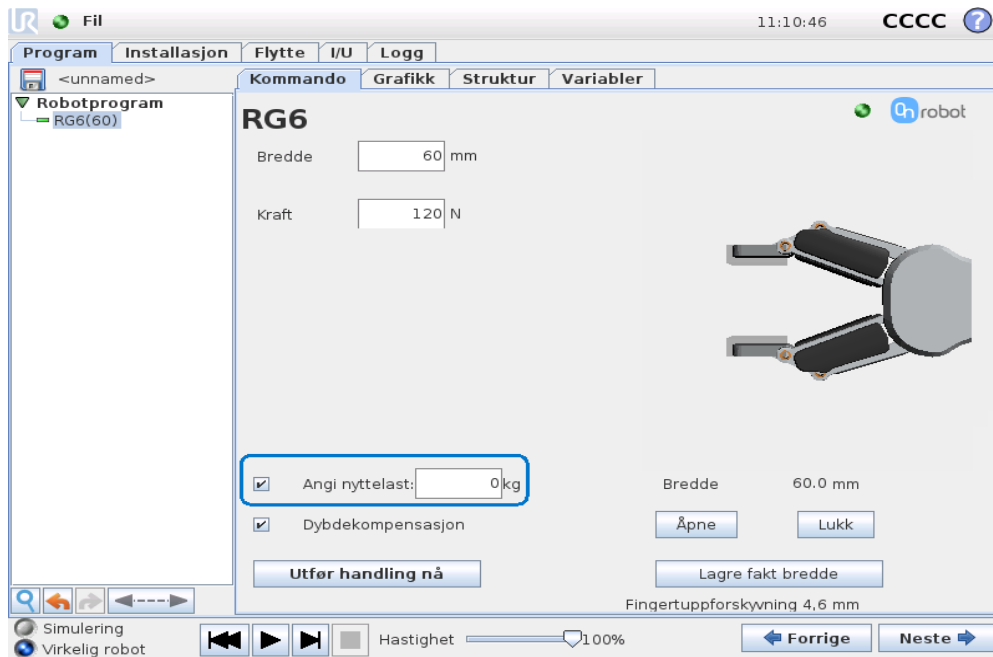 UR Fil 11:10:46 CCCC ?
Program Installasjon Flytte I/U Logg
<unnamed> Kommando Grafikk Struktur Variabler
Robotprogram
RG6(60)
RG6
On robot
Bredde 60 mm
Kraft 120 N
Angi nyttelast: 0 kg
Bredde 60.0 mm
Dybdekompensasjon
Åpne Lukk
Utfør handling nå
Lagre fakt bredde
Fingertuppforskyvning 4,6 mm
Simulering
Virkelig robot
Hastighet 100%
Forrige Neste